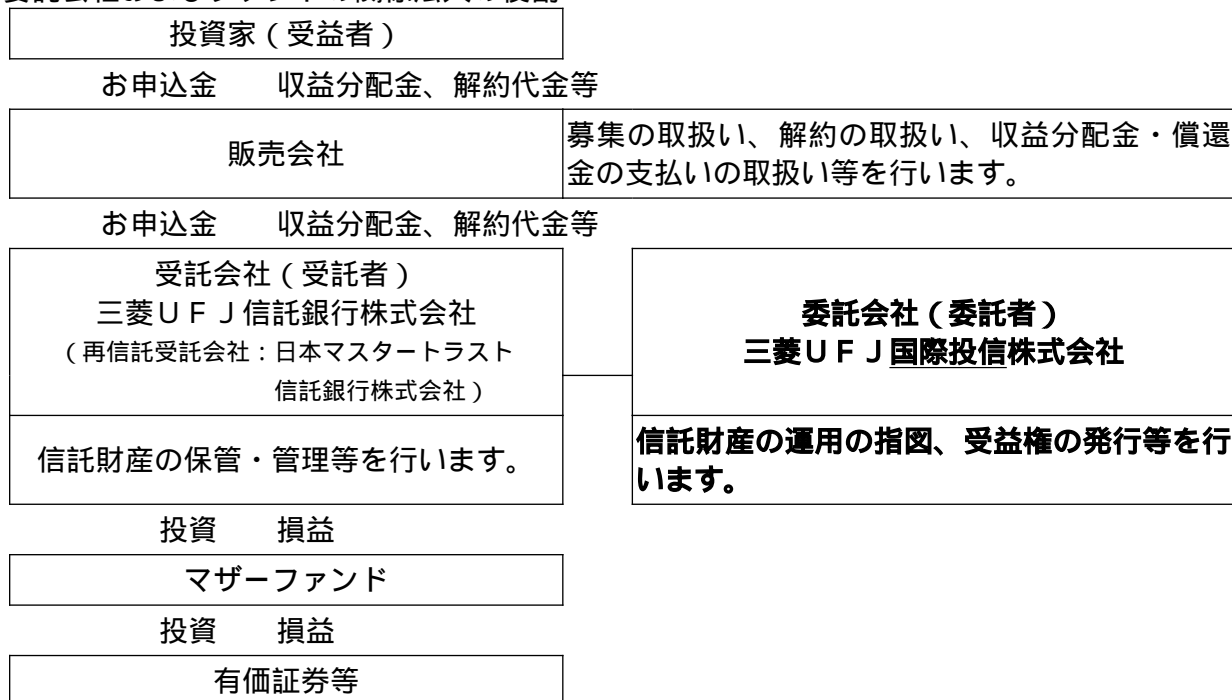 投資家（受益者）
お申込金　　収益分配金、解約代金等
販売会社
募集の取扱い、解約の取扱い、収益分配金・償還
金の支払いの取扱い等を行います。
お申込金　　収益分配金、解約代金等
受託会社（受託者）
三菱ＵＦＪ信託銀行株式会社
（再信託受託会社：日本マスタートラスト
信託銀行株式会社）
委託会社（委託者）
三菱ＵＦＪ国際投信株式会社
信託財産の保管・管理等を行います。
信託財産の運用の指図、受益権の発行等を行
います。
投資　　損益
マザーファンド
投資　　損益
有価証券等